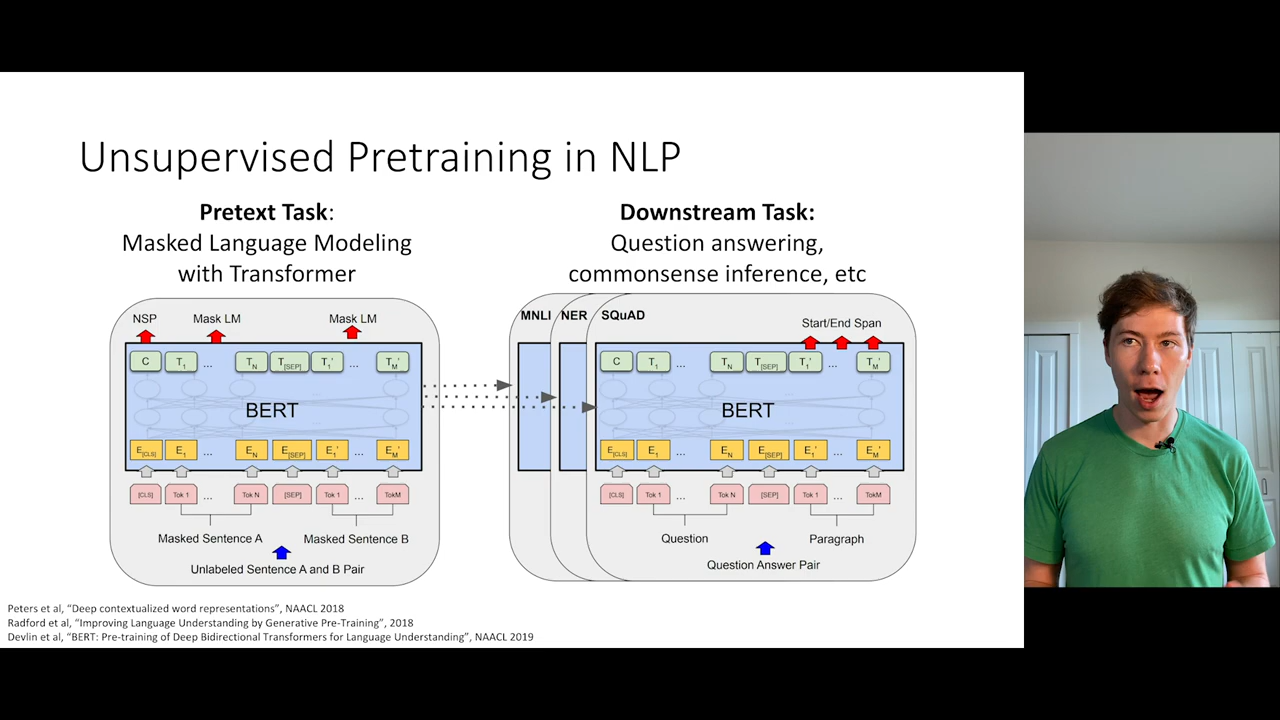 Unsupervised Pretraining in NLP
Pretext Task:
Masked Language Modeling
with Transformer
NSP Mask LM Mask LM
C T1 ... TN T[SEP] T1' ... TM'
BERT
E[CLS] E1 ... EN E[SEP] E1' ... EM'
[CLS] Tok 1 ... Tok N [SEP] Tok 1 ... TokM
Masked Sentence A Masked Sentence B
Unlabeled Sentence A and B Pair
Downstream Task:
Question answering,
commonsense inference, etc
MNLI NER SQuAD
Start/End Span
C T1 ... TN T[SEP] T1' ... TM'
BERT
E[CLS] E1 ... EN E[SEP] E1' ... EM'
[CLS] Tok 1 ... Tok N [SEP] Tok 1 ... TokM
Question Paragraph
Question Answer Pair
Peters et al, “Deep contextualized word representations”, NAACL 2018
Radford et al, “Improving Language Understanding by Generative Pre-Training”, 2018
Devlin et al, “BERT: Pre-training of Deep Bidirectional Transformers for Language Understanding”, NAACL 2019